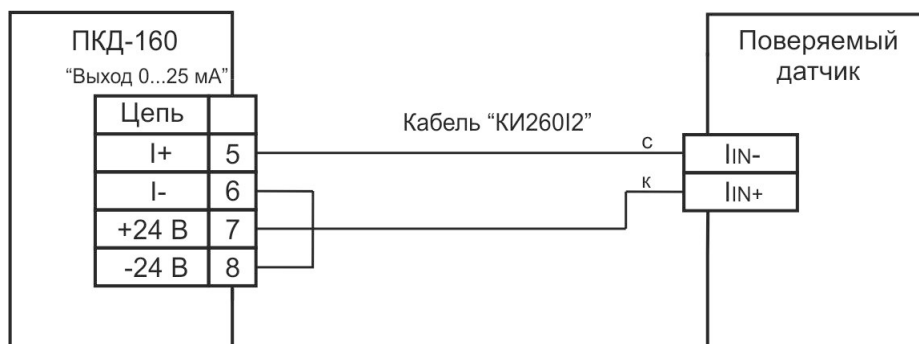 ПКД-160
“Выход 0...25 мА”
Цепь
I+ 5
I- 6
+24 В 7
-24 В 8
Кабель “КИ260I2”
с
к
Поверяемый
датчик
IIN-
IIN+